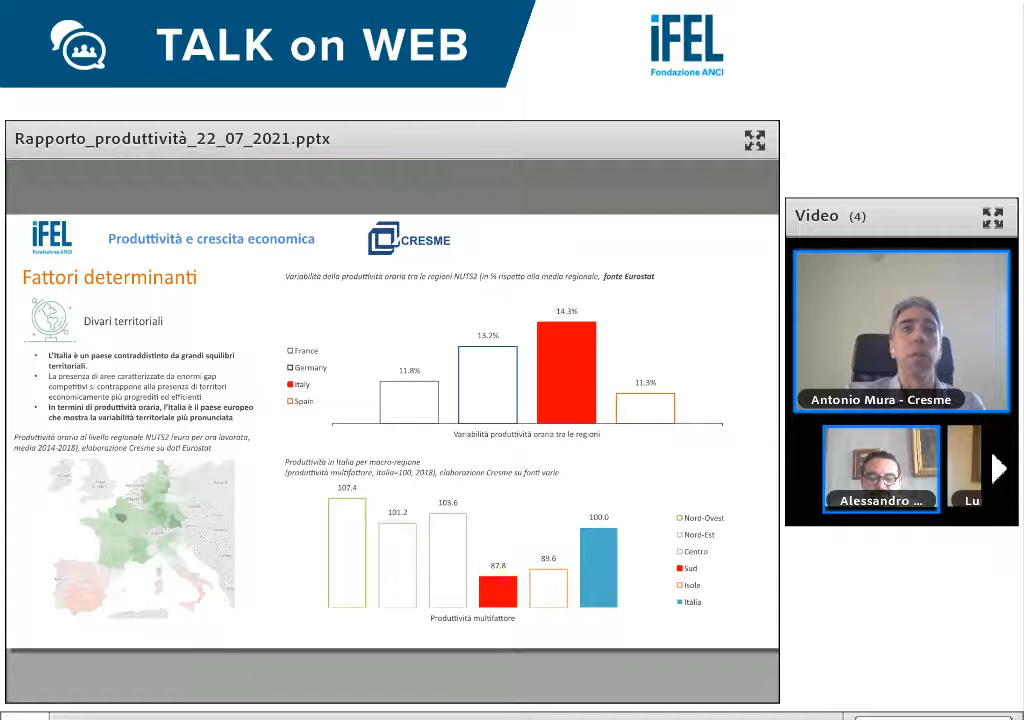 TALK on WEB
iFEL
Fondazione ANCI
Rapporto_produttività_22_07_2021.pptx
iFEL
Fondazione ANCI
Produttività e crescita economica
CRESME
Fattori determinanti
Divari territoriali
• L'Italia è un paese contraddistinto da grandi squilibri
territoriali.
• La presenza di aree caratterizzate da enormi gap
competitivi si contrappone alla presenza di territori
economicamente più progrediti ed efficienti
• In termini di produttività oraria, l'Italia è il paese europeo
che mostra la variabilità territoriale più pronunciata
Produttività oraria al livello regionale NUTS2 (euro per ora lavorata,
media 2014-2018), elaborazione Cresme su dati Eurostat
Variabilità della produttività oraria tra le regioni NUTS2 (in % rispetto alla media regionale, fonte Eurostat
France
Germany
Italy
Spain
11.8%
13.2%
14.3%
11.3%
Variabilità produttività oraria tra le regioni
Produttività in Italia per macro-regione
(produttività multifattore, Italia=100, 2018), elaborazione Cresme su fonti varie
107.4
101.2
103.6
87.8
89.6
100.0
Produttività multifattore
Nord-Ovest
Nord-Est
Centro
Sud
Isole
Italia
Video (4)
Antonio Mura - Cresme
Alessandro ...
Lu